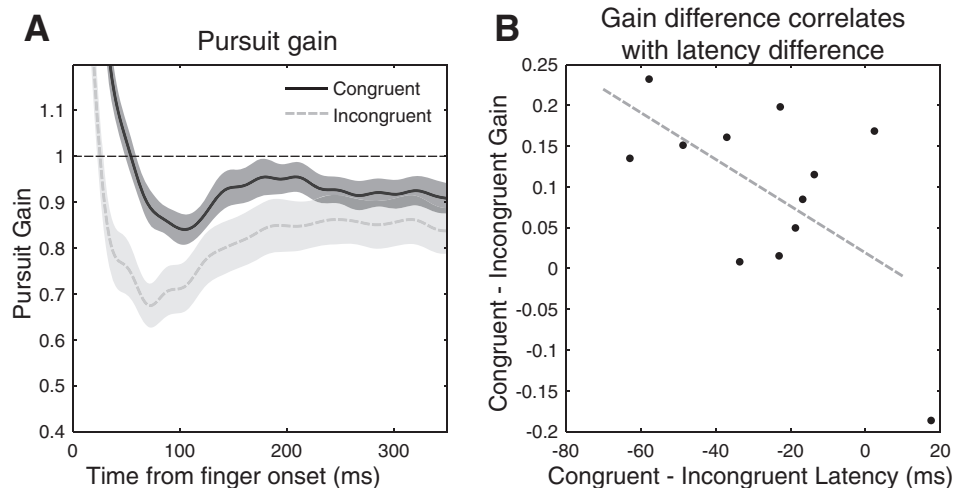 A
Pursuit gain
Congruent
Incongruent
Pursuit Gain
1.1
1
0.9
0.8
0.7
0.6
0.5
0.4
0
100
200
300
Time from finger onset (ms)
B
Gain difference correlates
with latency difference
Congruent - Incongruent Gain
0.25
0.2
0.15
0.1
0.05
0
-0.05
-0.1
-0.15
-0.2
-80
-60
-40
-20
0
20
Congruent - Incongruent Latency (ms)